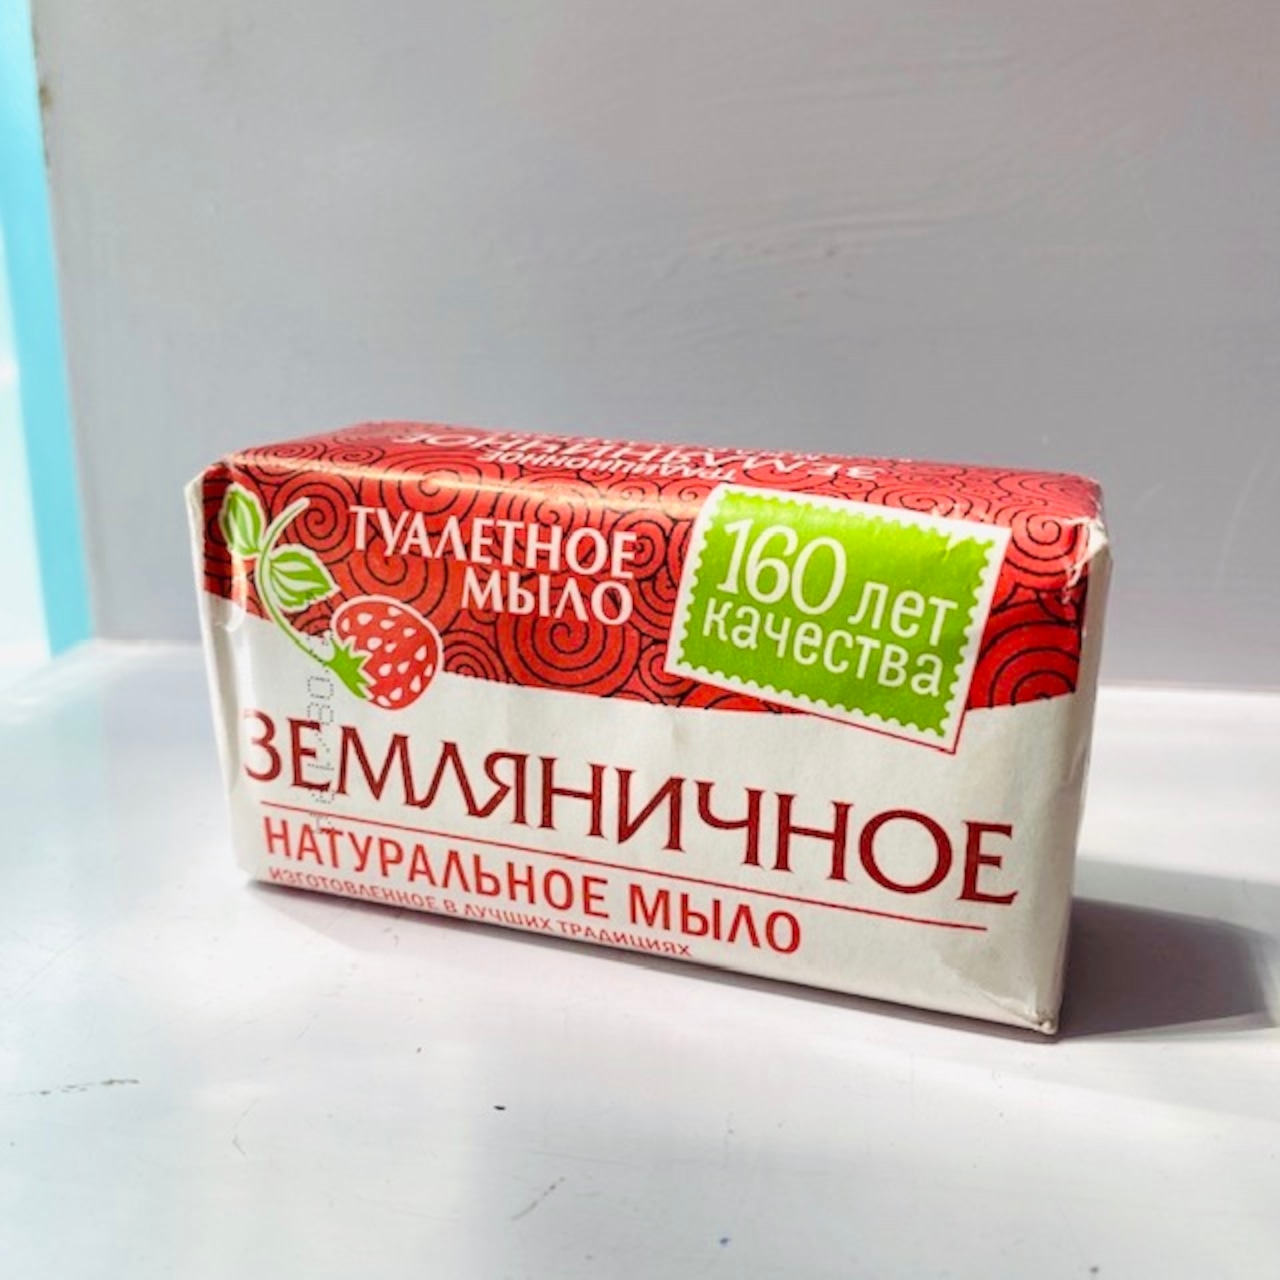 ТРАДИЦИОННОЕ
ЗЕМЛЯНИЧНОЕ
ТУАЛЕТНОЕ
МЫЛО
160 лет
качества
ЗЕМЛЯНИЧНОЕ
НАТУРАЛЬНОЕ МЫЛО
ИЗГОТОВЛЕННОЕ В ЛУЧШИХ ТРАДИЦИЯХ